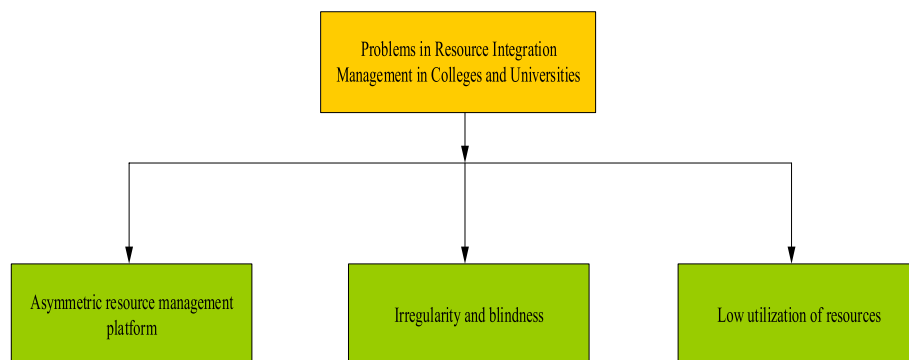 Problems in Resource Integration
Management in Colleges and Universities
Asymmetric resource management
platform
Irregularity and blindness
Low utilization of resources